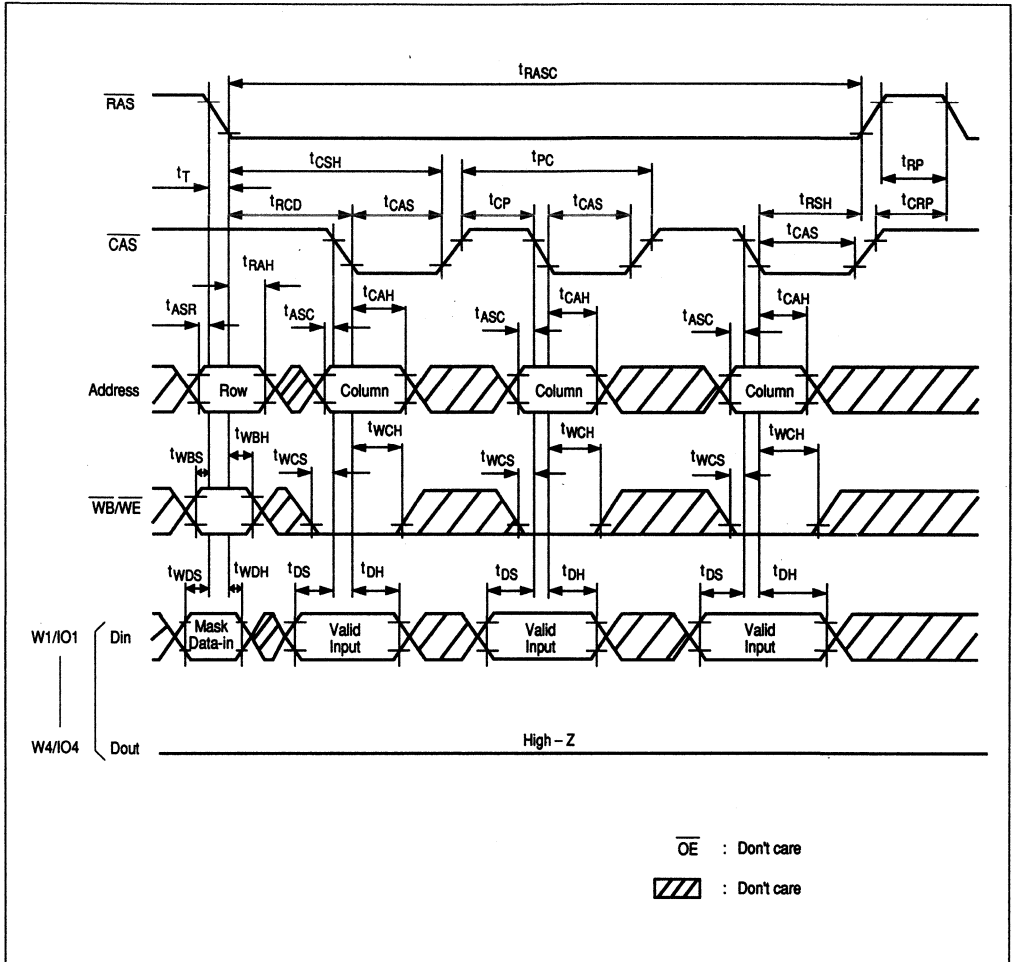 tRASC
RAS
tCSH
tPC
tT
tRP
tRCD
tCAS
tCP
tCAS
tRSH
tCRP
CAS
tCAS
tRAH
tCAH
tCAH
tCAH
tASR
tASC
tASC
tASC
Address
Row
Column
Column
Column
tWBH
tWCH
tWCH
tWCH
tWBS
tWCS
tWCS
tWCS
WB/WE
tWDS
tWDH
tDS
tDH
tDS
tDH
tDS
tDH
W1/IO1
Din
Mask
Data-in
Valid
Input
Valid
Input
Valid
Input
W4/IO4
Dout
High – Z
OE : Don't care
: Don't care